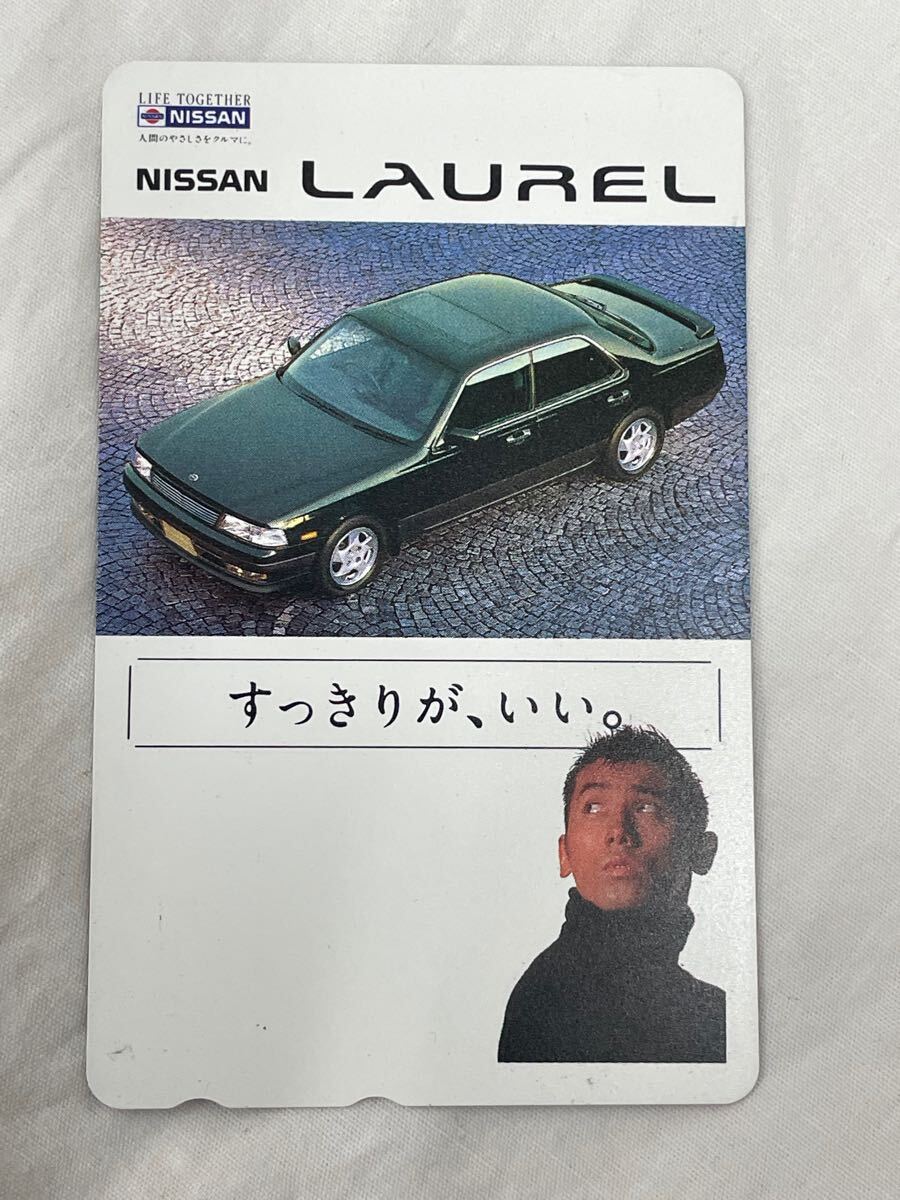 LIFE TOGETHER
NISSAN
人間のやさしさをクルマに。
NISSAN LAUREL
すっきりが、いい。